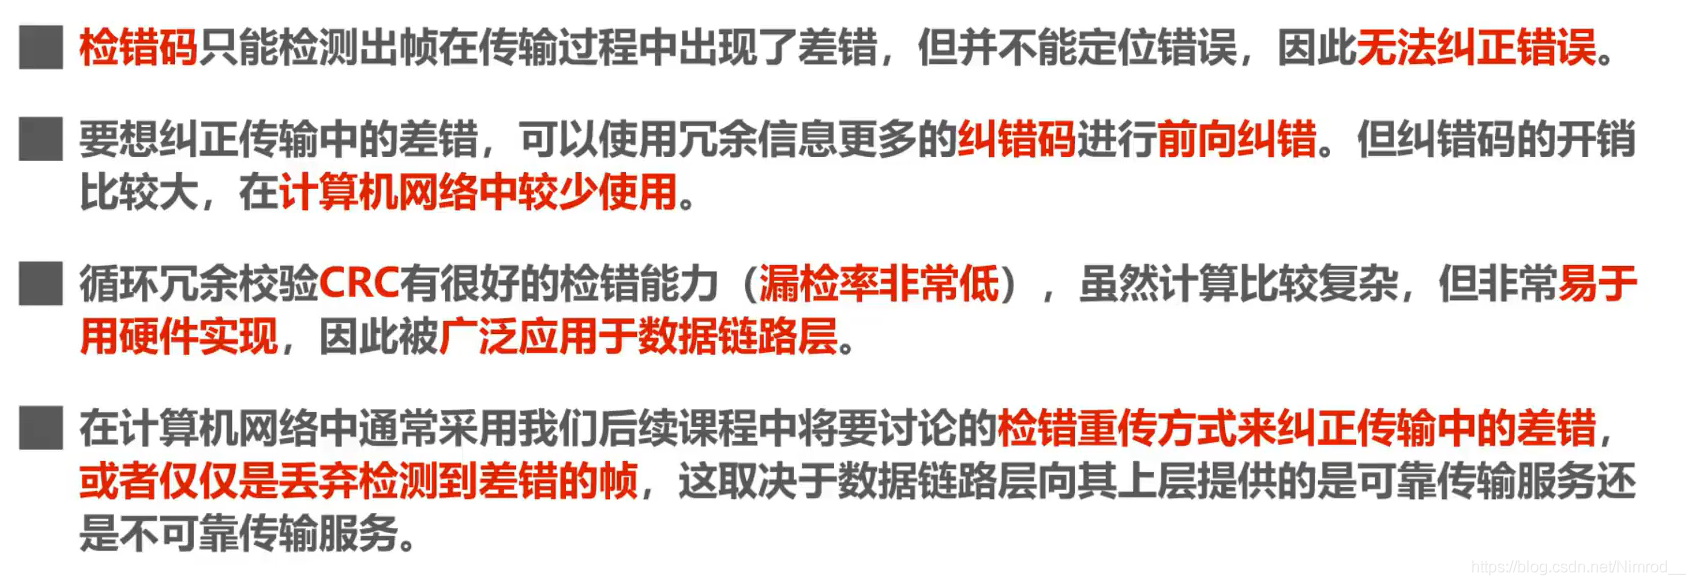 检错码只能检测出帧在传输过程中出现了差错，但并不能定位错误，因此无法纠正错误。
要想纠正传输中的差错，可以使用冗余信息更多的纠错码进行前向纠错。但纠错码的开销
比较大，在计算机网络中较少使用。
循环冗余校验CRC有很好的检错能力（漏检率非常低），虽然计算比较复杂，但非常易于
用硬件实现，因此被广泛应用于数据链路层。
在计算机网络中通常采用我们后续课程中将要讨论的检错重传方式来纠正传输中的差错，
或者仅仅是丢弃检测到差错的帧，这取决于数据链路层向其上层提供的是可靠传输服务还
是不可靠传输服务。
https://blog.csdn.net/Nimrod__